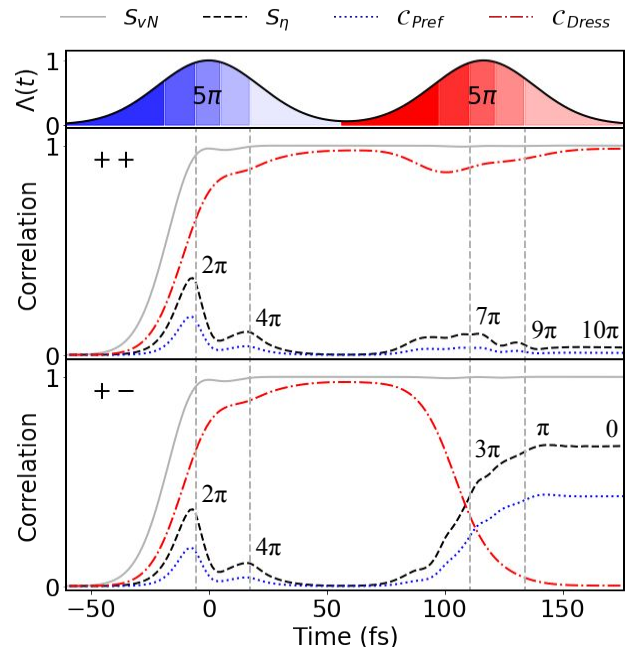 S_vN S_η C_Pref C_Dress
Λ(t)
1
0
5π 5π
Correlation
1
0
++
2π
4π
7π
9π
10π
Correlation
1
0
+−
2π
4π
3π
π
0
−50 0 50 100 150
Time (fs)